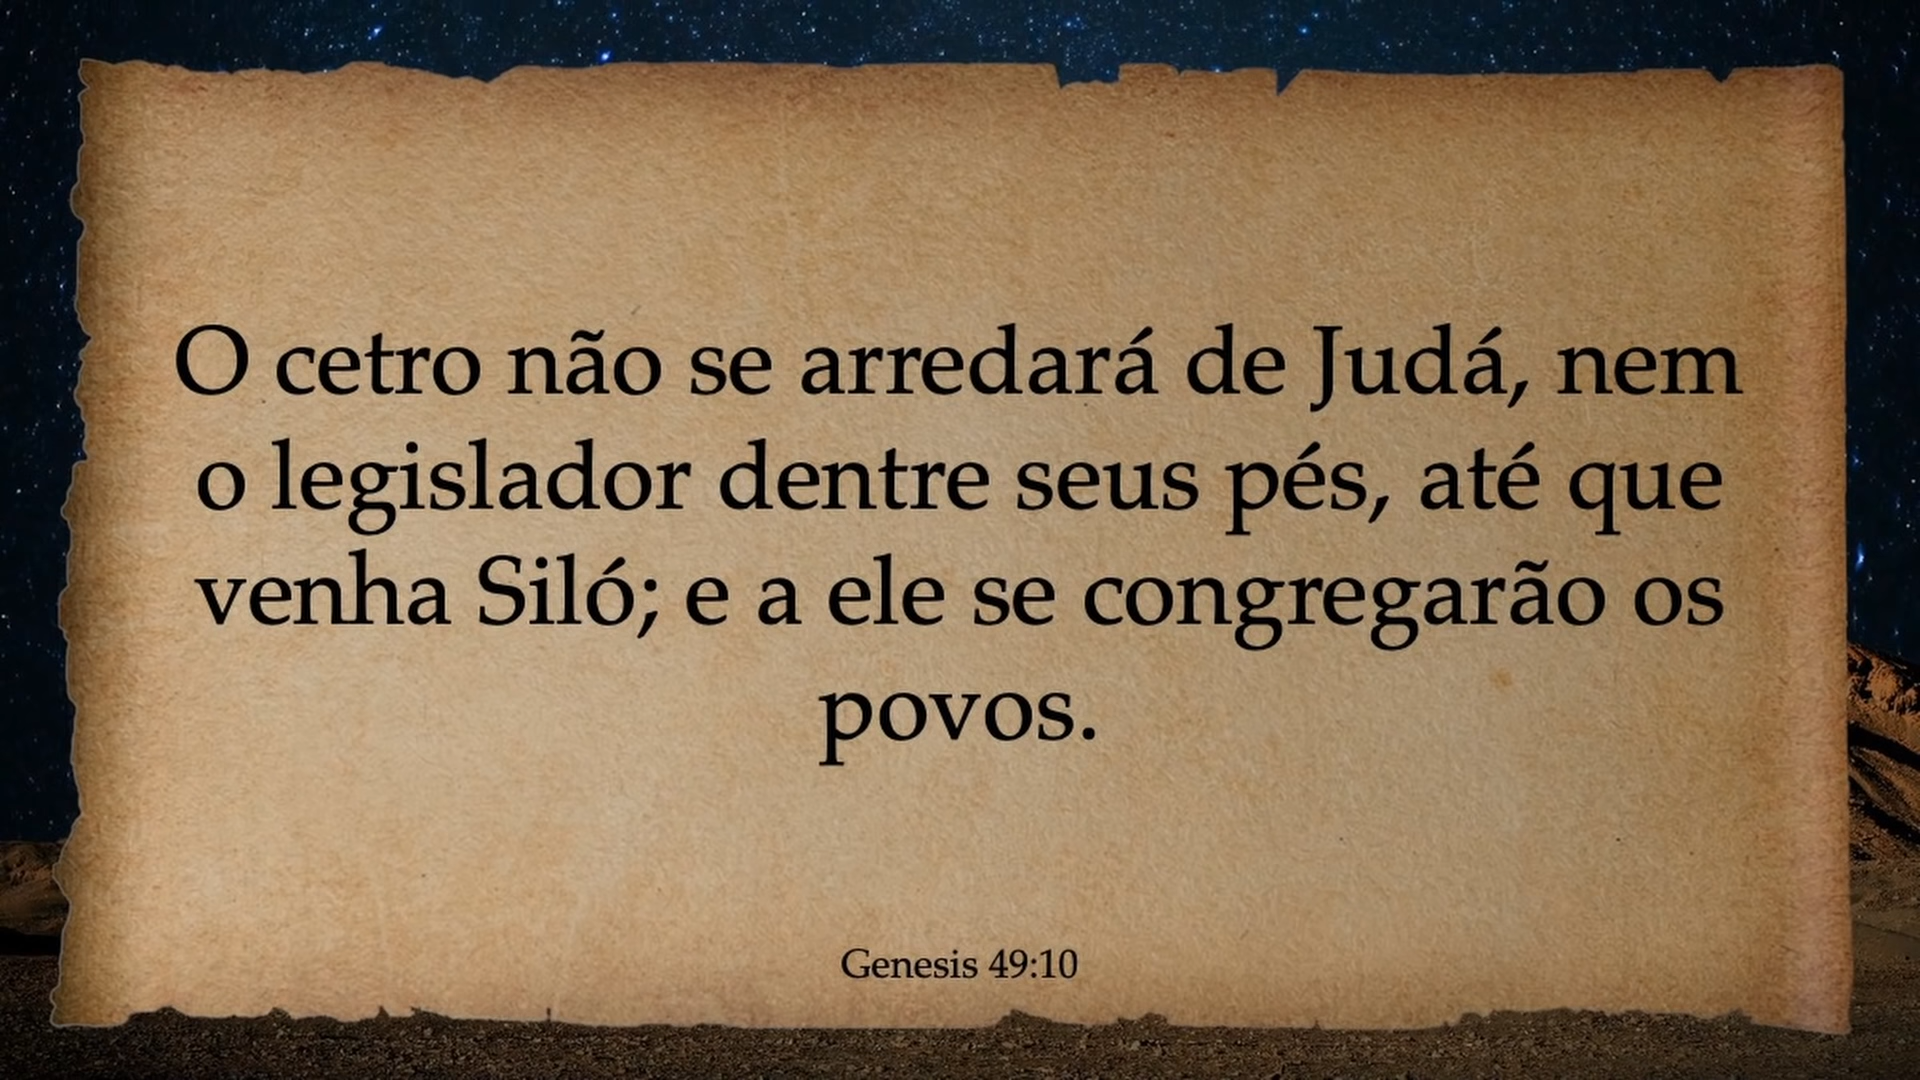 O cetro não se arredará de Judá, nem
o legislador dentre seus pés, até que
venha Siló; e a ele se congregarão os
povos.
Genesis 49:10